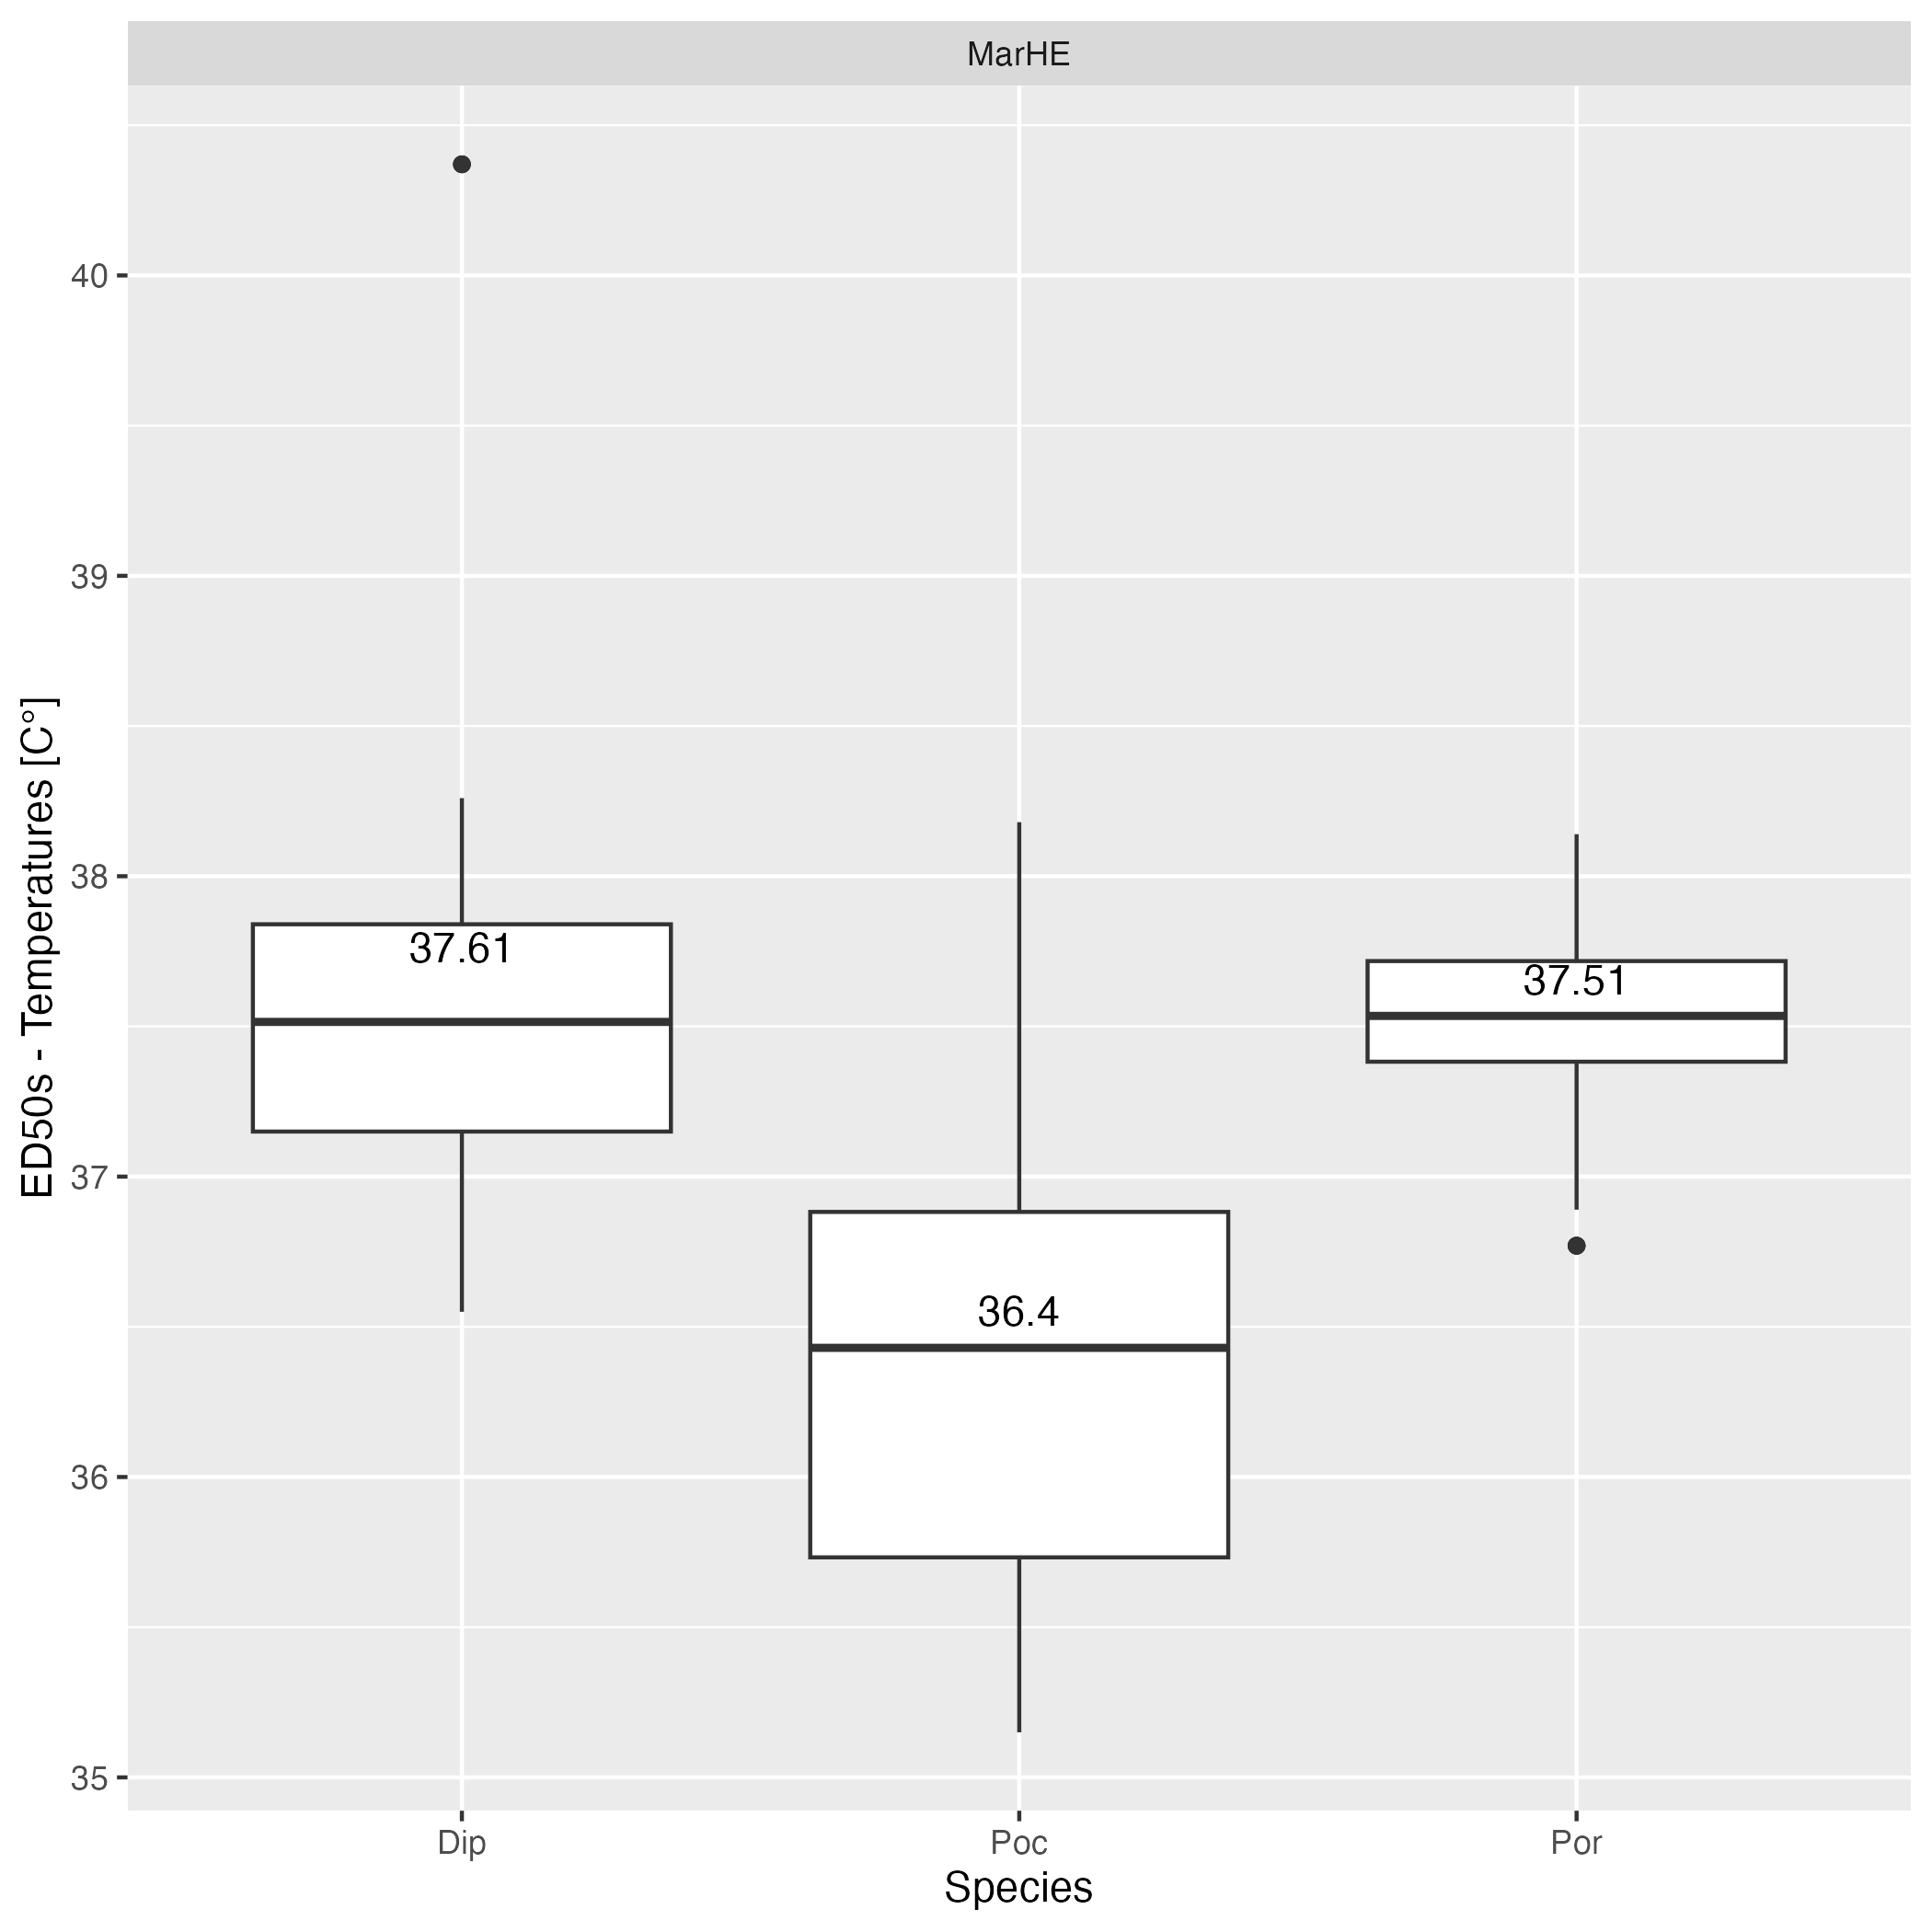 MarHE
ED50s - Temperatures [C°]
40
39
38
37
36
35
37.61
36.4
37.51
Dip
Poc
Por
Species